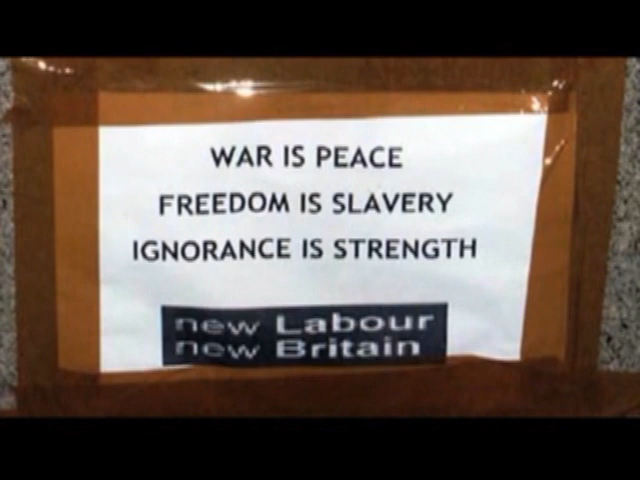 WAR IS PEACE
FREEDOM IS SLAVERY
IGNORANCE IS STRENGTH
new Labour
new Britain